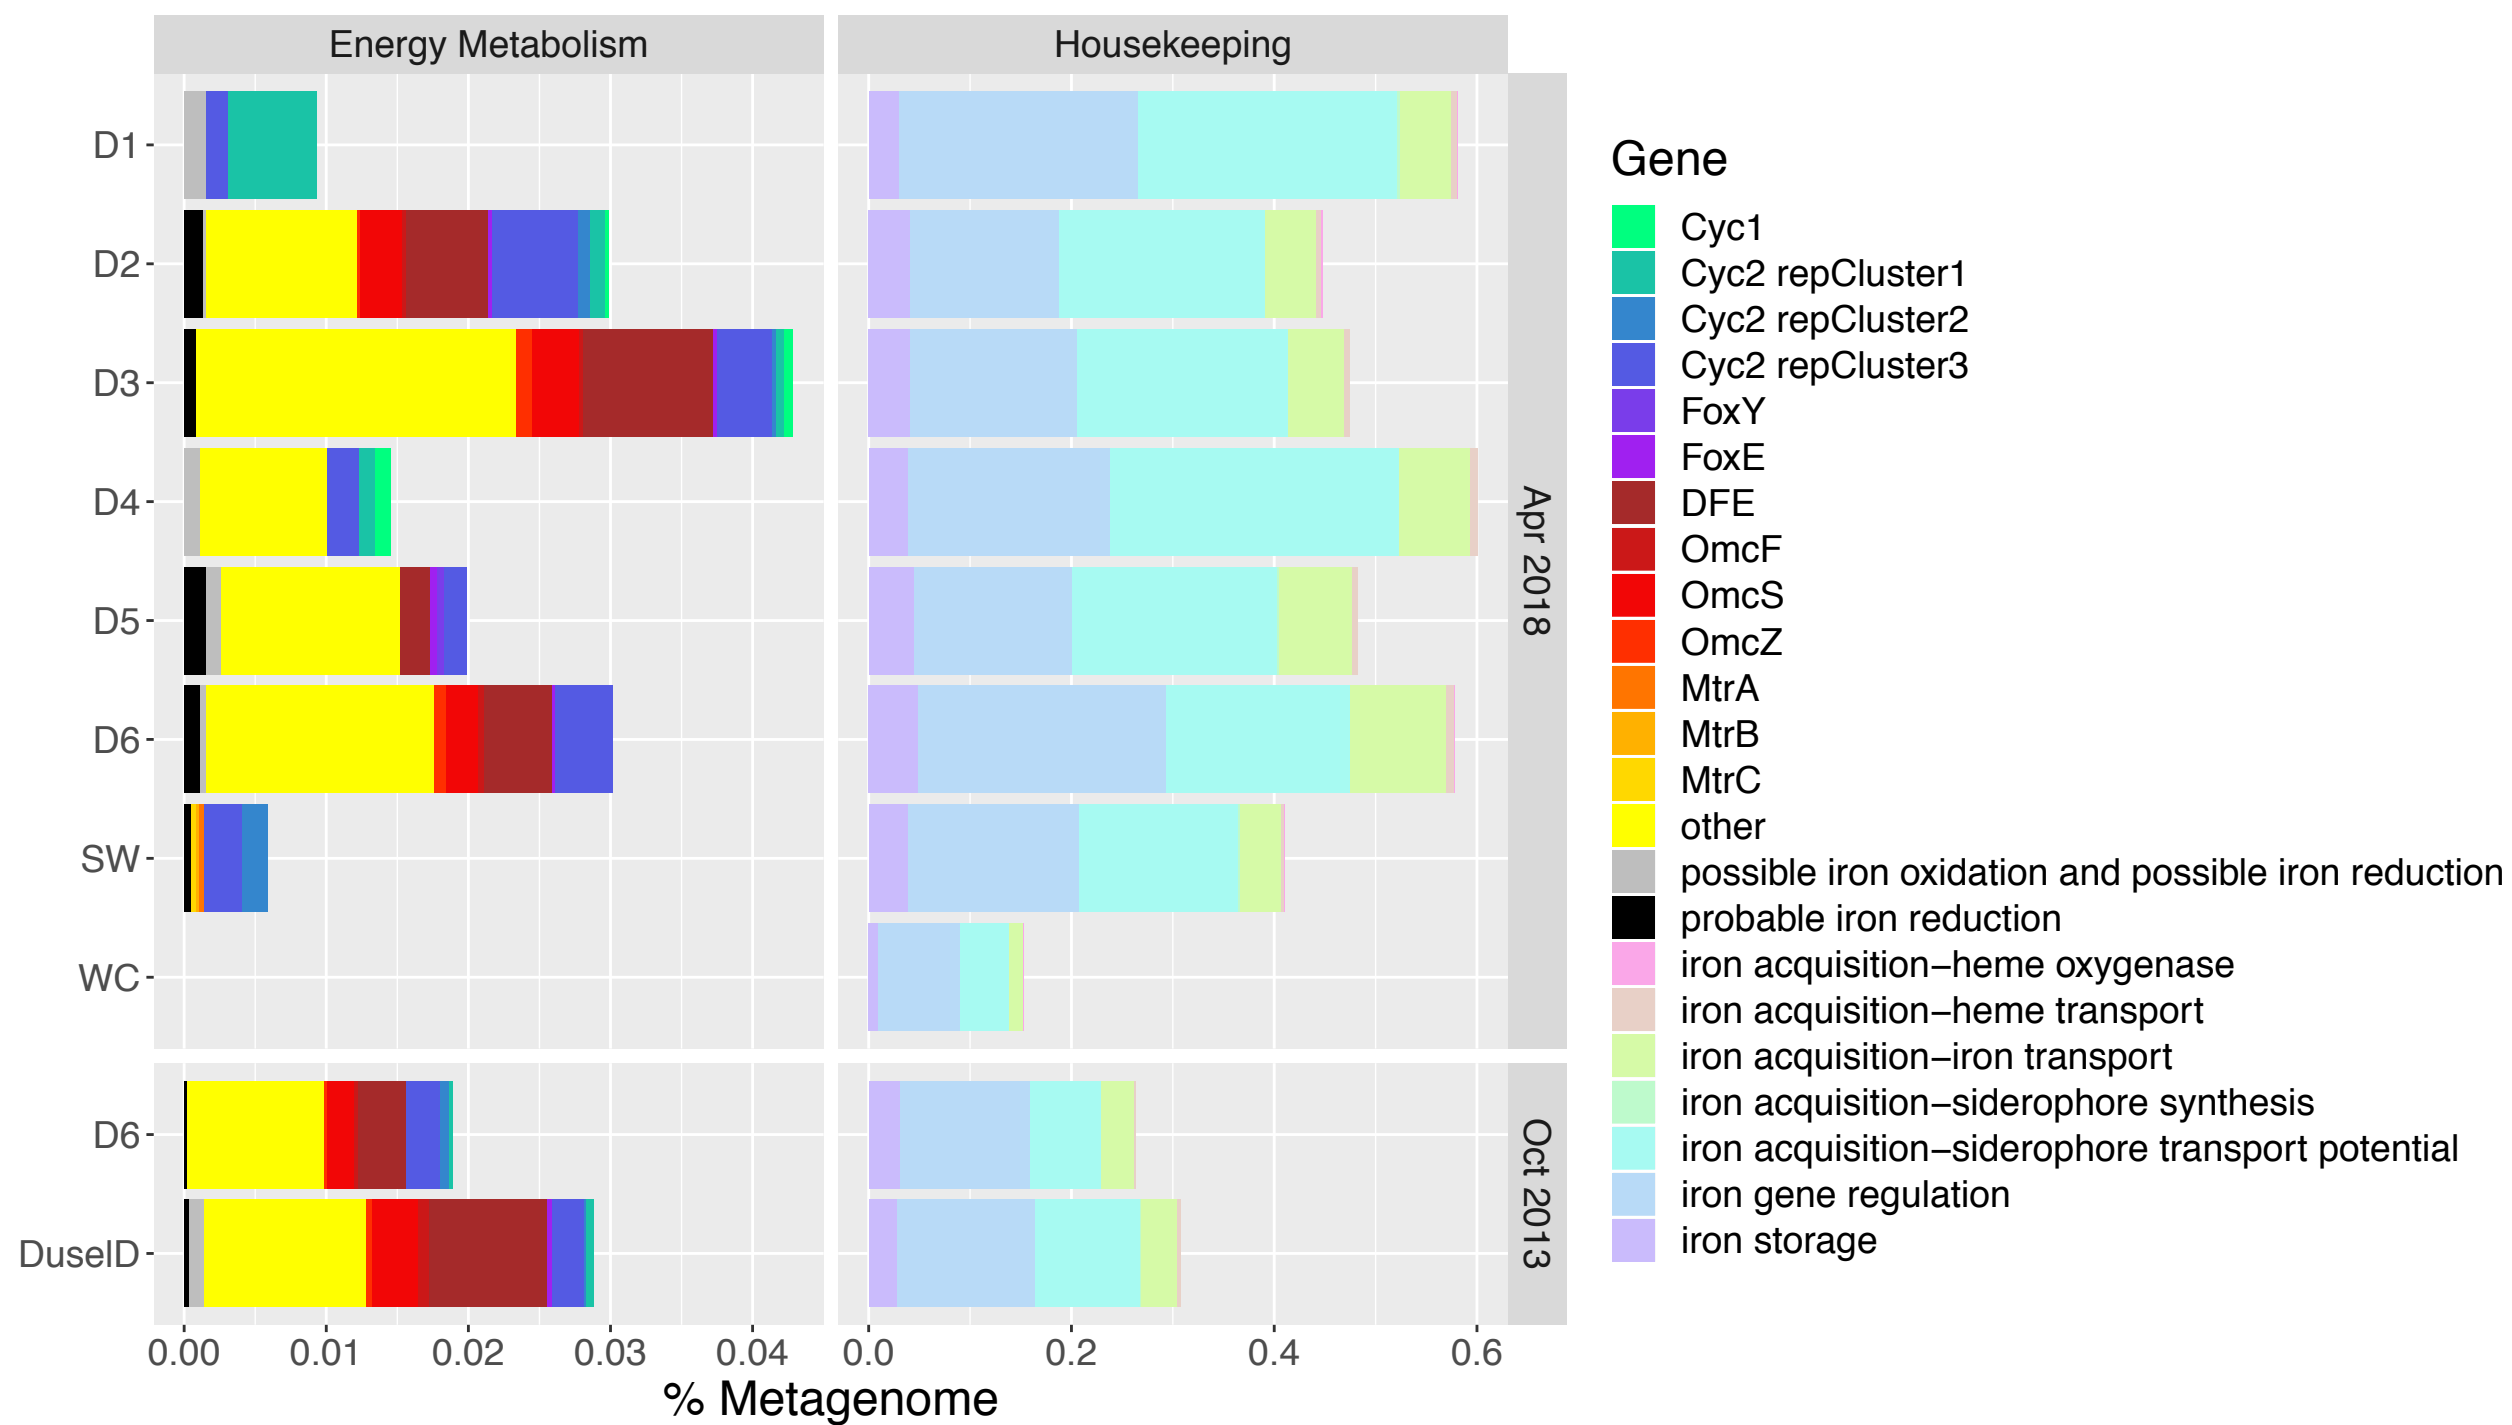 Energy Metabolism
Housekeeping
D1
D2
D3
D4
D5
D6
SW
WC
Apr 2018
D6
DuseID
Oct 2013
0.00
0.01
0.02
0.03
0.04
0.0
0.2
0.4
0.6
% Metagenome
Gene
Cyc1
Cyc2 repCluster1
Cyc2 repCluster2
Cyc2 repCluster3
FoxY
FoxE
DFE
OmcF
OmcS
OmcZ
MtrA
MtrB
MtrC
other
possible iron oxidation and possible iron reduction
probable iron reduction
iron acquisition−heme oxygenase
iron acquisition−heme transport
iron acquisition−iron transport
iron acquisition−siderophore synthesis
iron acquisition−siderophore transport potential
iron gene regulation
iron storage